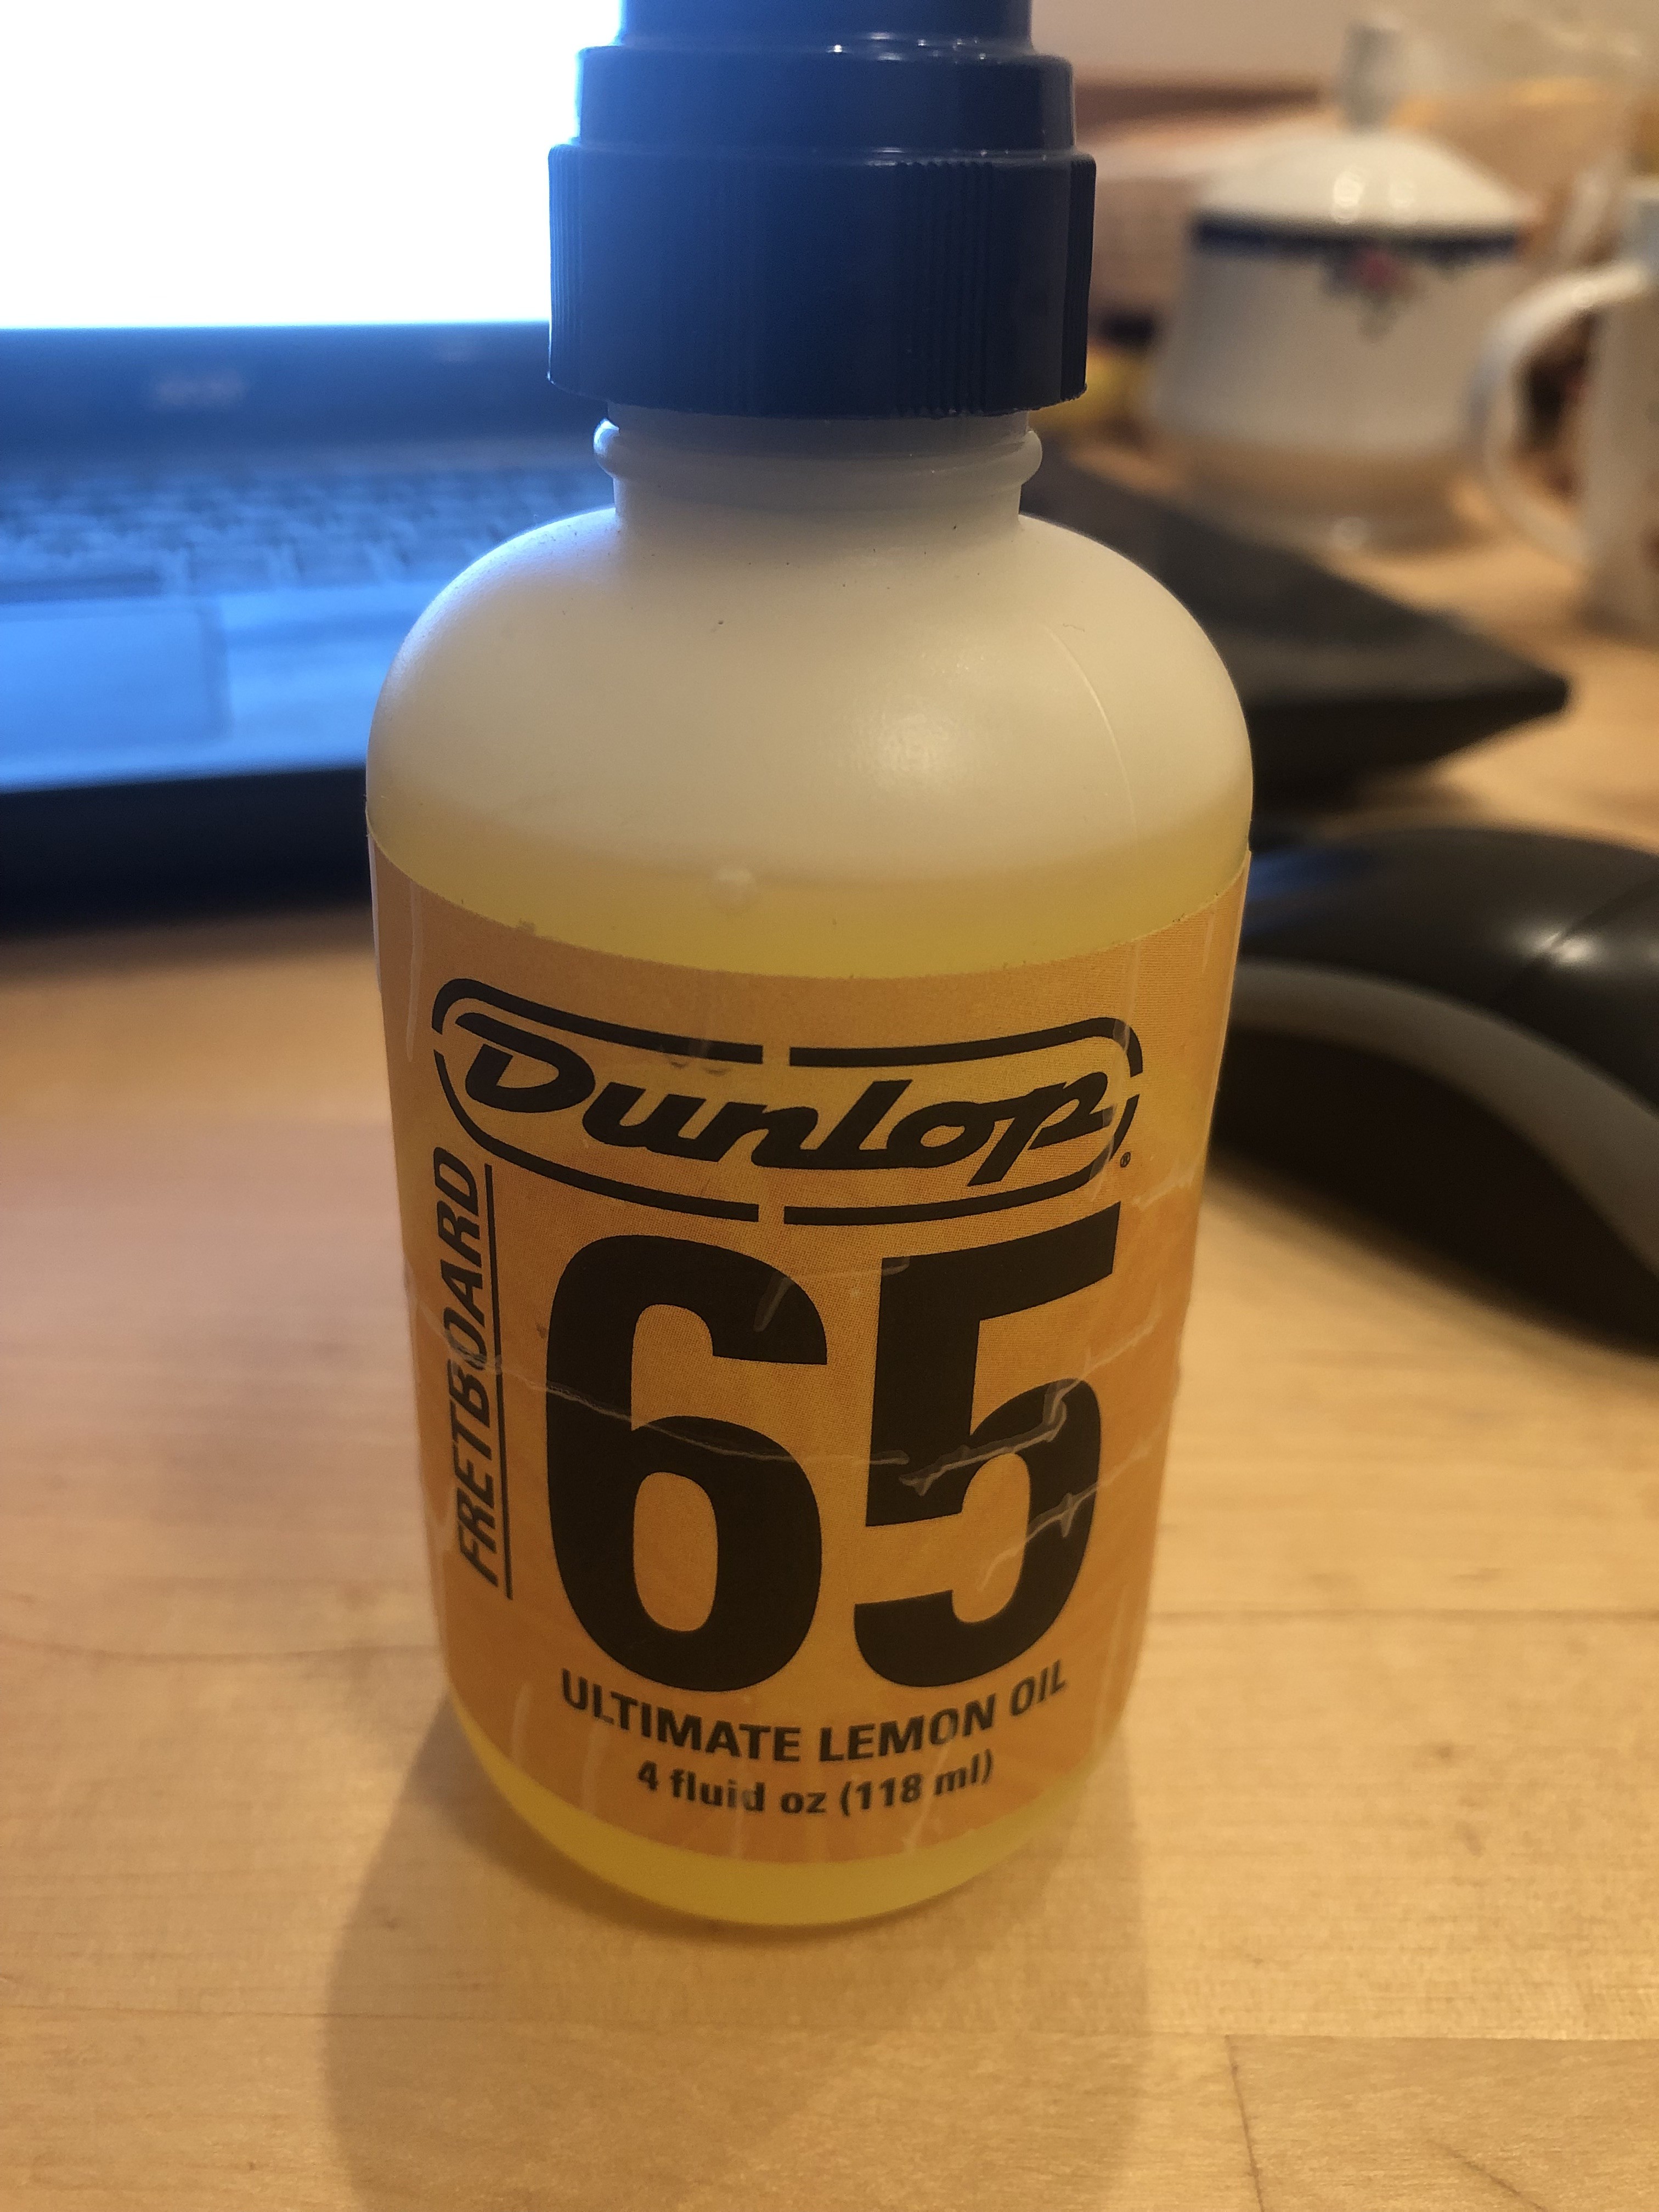 Dunlop®
FRETBOARD
65
ULTIMATE LEMON OIL
4 fluid oz (118 ml)